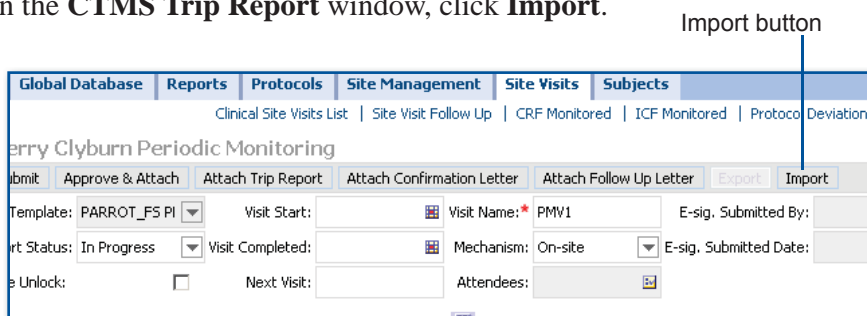 n the CTMS Trip Report window, click Import.
Import button
Global Database Reports Protocols Site Management Site Visits Subjects
Clinical Site Visits List | Site Visit Follow Up | CRF Monitored | ICF Monitored | Protocol Deviation
erry Clyburn Periodic Monitoring
ubmit Approve & Attach Attach Trip Report Attach Confirmation Letter Attach Follow Up Letter Export Import
Template: PARROT_FS PI Visit Start: Visit Name:* PMV1 E-sig. Submitted By:
rt Status: In Progress Visit Completed: Mechanism: On-site E-sig. Submitted Date:
e Unlock: Next Visit: Attendees: